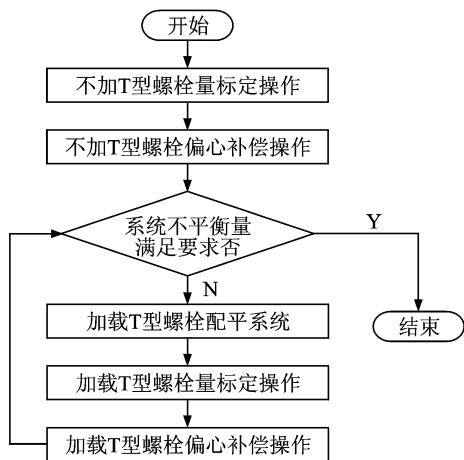 开始
不加T型螺栓量标定操作
不加T型螺栓偏心补偿操作
系统不平衡量
满足要求否
Y
N
加载T型螺栓配平系统
结束
加载T型螺栓量标定操作
加载T型螺栓偏心补偿操作